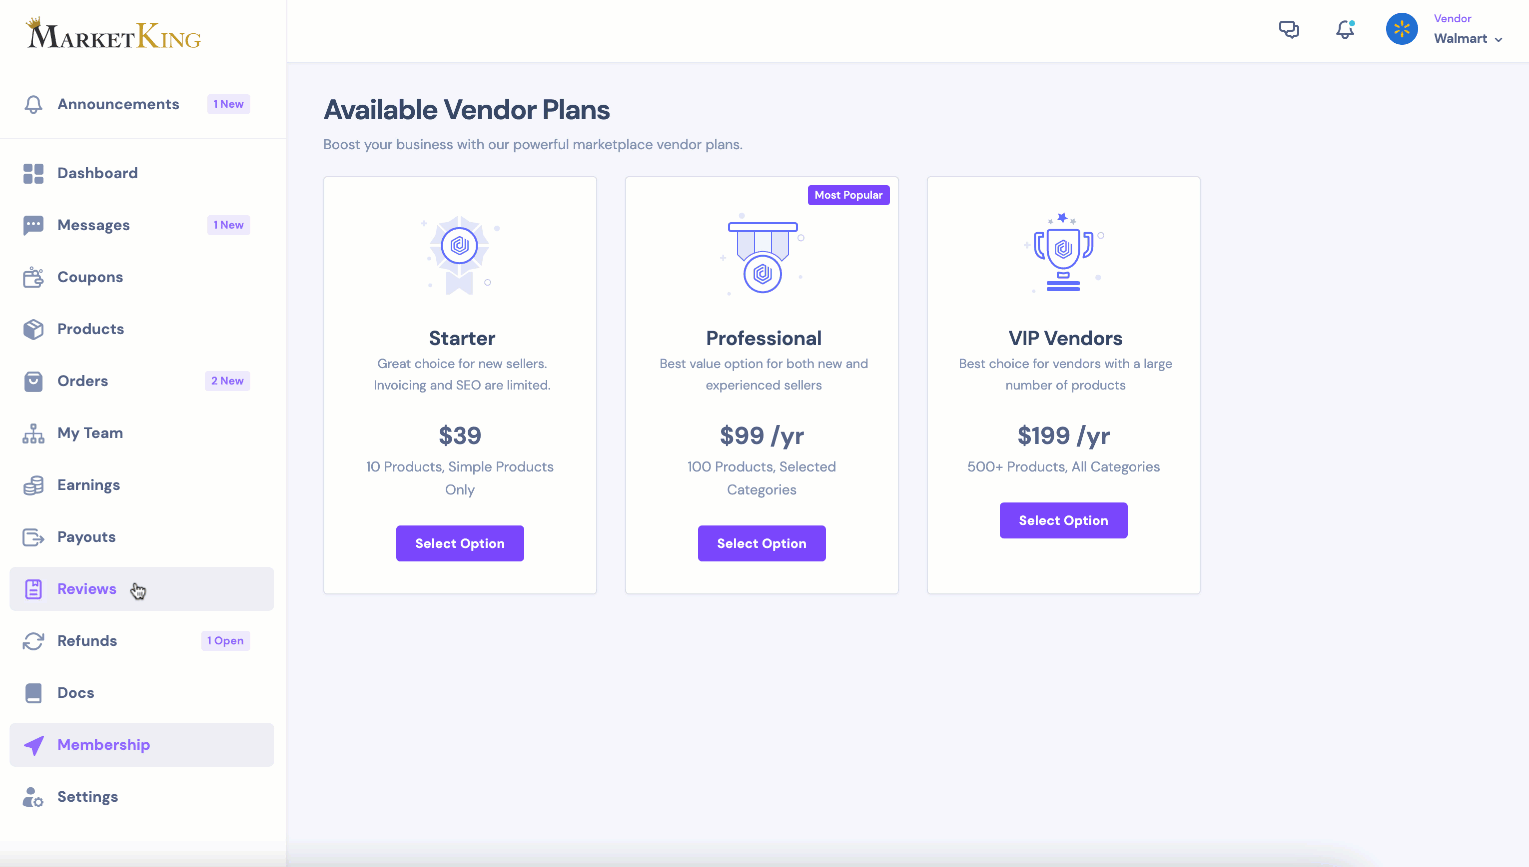 MARKETKING
Announcements
1 New
Dashboard
Messages
1 New
Coupons
Products
Orders
2 New
My Team
Earnings
Payouts
Reviews
Refunds
1 Open
Docs
Membership
Settings
Vendor
Walmart
Available Vendor Plans
Boost your business with our powerful marketplace vendor plans.
Starter
Great choice for new sellers.
Invoicing and SEO are limited.
$39
10 Products, Simple Products
Only
Select Option
Most Popular
Professional
Best value option for both new and
experienced sellers
$99 /yr
100 Products, Selected
Categories
Select Option
VIP Vendors
Best choice for vendors with a large
number of products
$199 /yr
500+ Products, All Categories
Select Option